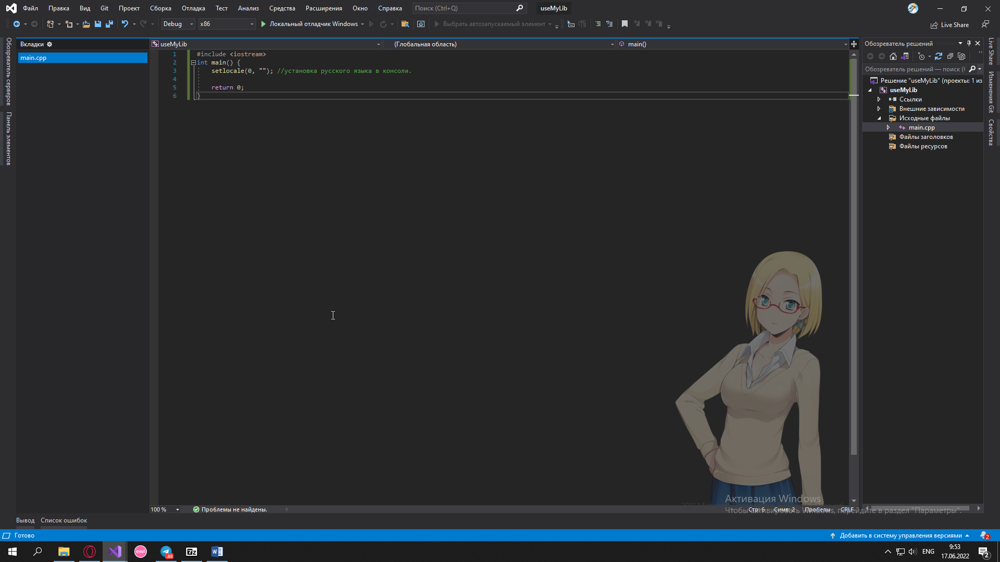 Файл Правка Вид Git Проект Сборка Отладка Тест Анализ Средства Расширения Окно Справка Поиск (Ctrl+Q) useMyLib
Debug x86 Локальный отладчик Windows Выбрать автозапускаемый элемент Live Share
Обозреватель серверов
Панель элементов
Вкладки
main.cpp
useMyLib (Глобальная область) main()
1 #include <iostream>
2 int main() {
3 setlocale(0, ""); //установка русского языка в консоли.
4
5 return 0;
6 }
Обозреватель решений
Обозреватель решений — поиск (
Решение "useMyLib" (проекты: 1 из
useMyLib
Ссылки
Внешние зависимости
Исходные файлы
main.cpp
Файлы заголовков
Файлы ресурсов
Live Share
Изменения Git
Свойства
Активация Windows
Чтобы активировать Windows, перейдите в раздел "Параметры".
100 % Проблемы не найдены. Стр: 6 Симв: 2 Пробелы CRLF
Вывод Список ошибок
Готово Добавить в систему управления версиями 2
osu! 88 7z W ENG 9:53
17.06.2022 2